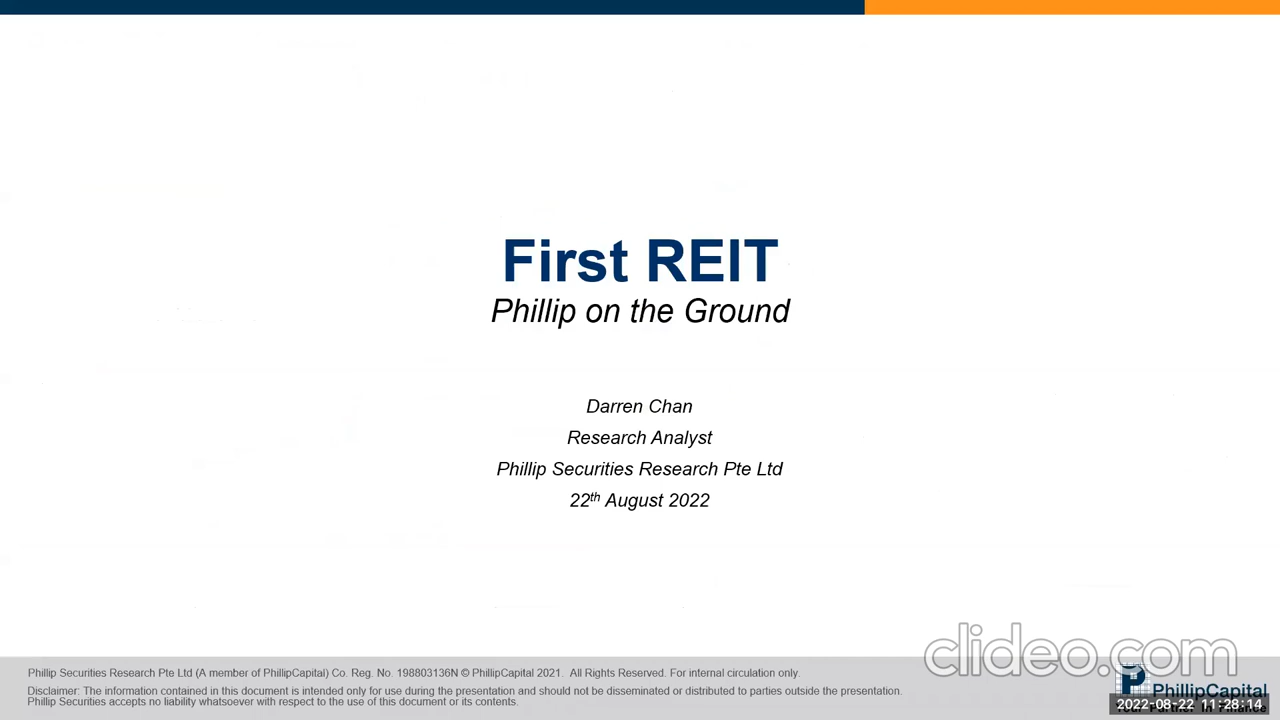 First REIT
Phillip on the Ground
Darren Chan
Research Analyst
Phillip Securities Research Pte Ltd
22th August 2022
clideo.com
Phillip Securities Research Pte Ltd (A member of PhillipCapital) Co. Reg. No. 198803136N © PhillipCapital 2021. All Rights Reserved. For internal circulation only.
Disclaimer: The information contained in this document is intended only for use during the presentation and should not be disseminated or distributed to parties outside the presentation.
Phillip Securities accepts no liability whatsoever with respect to the use of this document or its contents.
PhillipCapital
Your Partner In Finance
2022-08-22 11:28:14